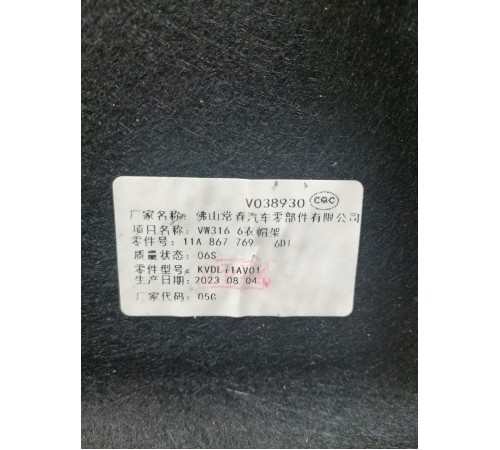 V038930 CQC
厂家名称: 佛山常春汽车零部件有限公司
项目名称: VW316 6衣帽架
零件号: 11A 867 769 6DI
质量状态: 06S
零件型号: KVDL11AV01
生产日期: 2023 08 04
厂家代码: 05G